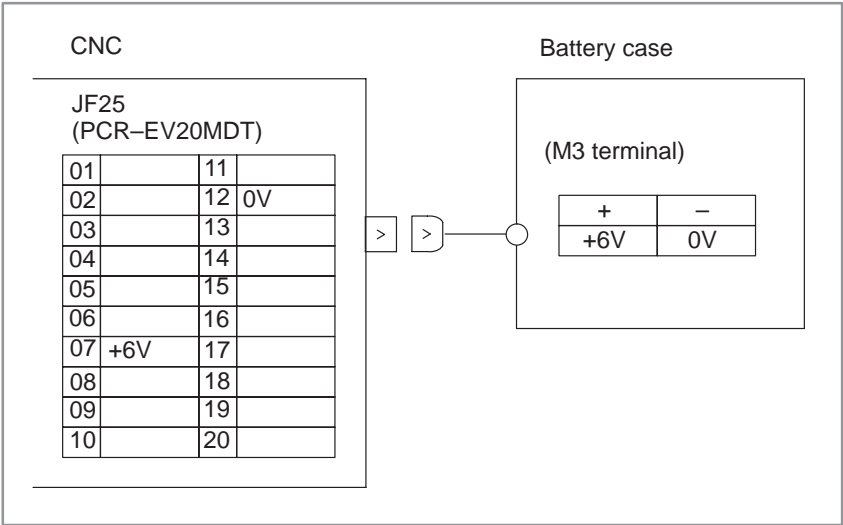 CNC
Battery case
JF25
(PCR–EV20MDT)
01 11
02 12 0V
03 13
04 14
05 15
06 16
07 +6V 17
08 18
09 19
10 20
> >
(M3 terminal)
+ –
+6V 0V